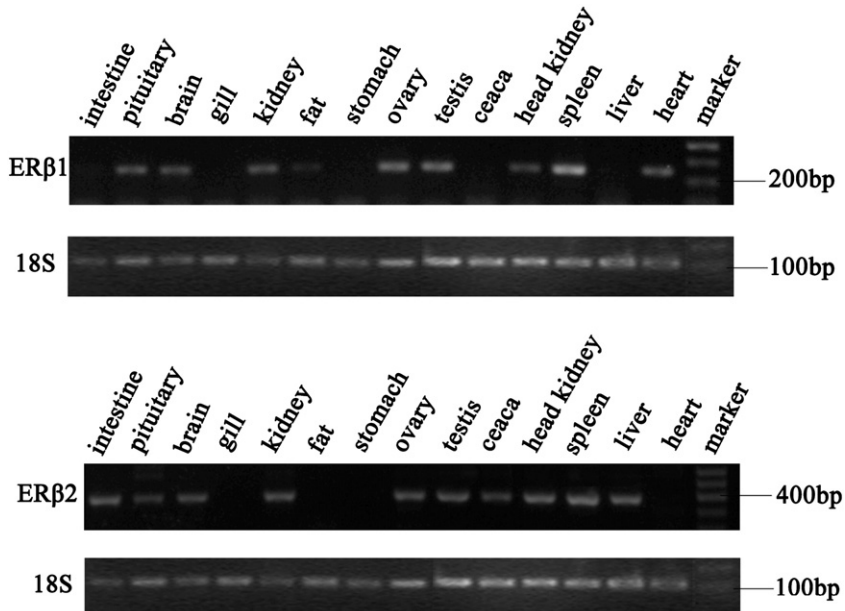 intestine pituitary brain gill kidney fat stomach ovary testis ceaca head kidney spleen liver heart marker
ERβ1 200bp
18S 100bp
intestine pituitary brain gill kidney fat stomach ovary testis ceaca head kidney spleen liver heart marker
ERβ2 400bp
18S 100bp